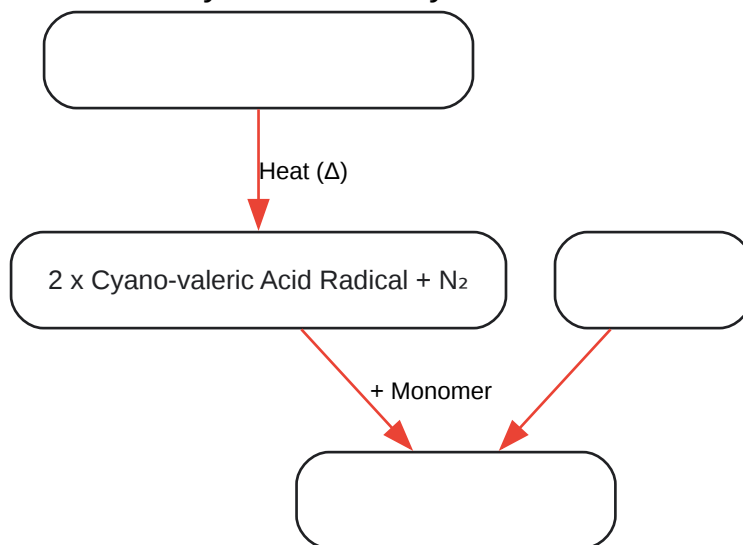 Heat (Δ)
2 x Cyano-valeric Acid Radical + N₂
+ Monomer